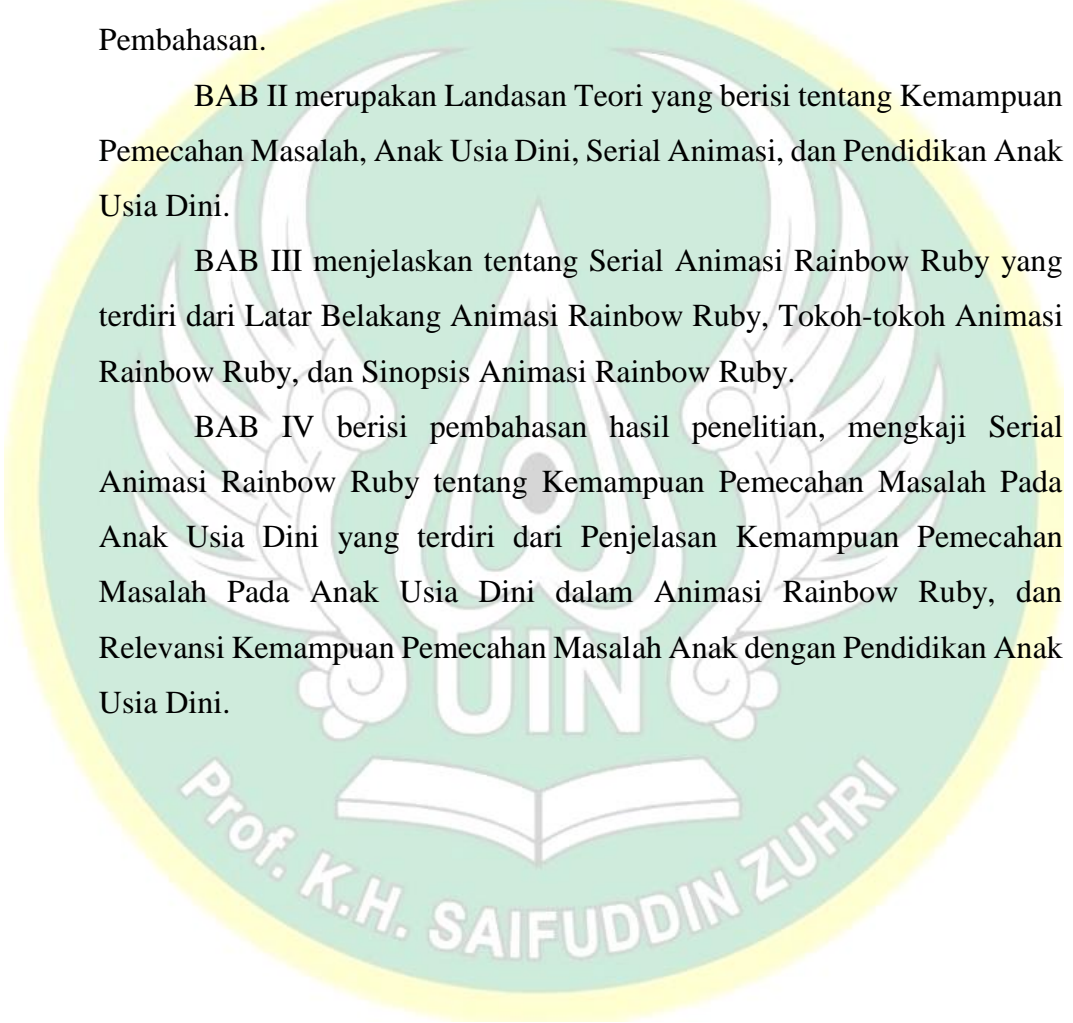 Pembahasan.
BAB II merupakan Landasan Teori yang berisi tentang Kemampuan
Pemecahan Masalah, Anak Usia Dini, Serial Animasi, dan Pendidikan Anak
Usia Dini.
BAB III menjelaskan tentang Serial Animasi Rainbow Ruby yang
terdiri dari Latar Belakang Animasi Rainbow Ruby, Tokoh-tokoh Animasi
Rainbow Ruby, dan Sinopsis Animasi Rainbow Ruby.
BAB IV berisi pembahasan hasil penelitian, mengkaji Serial
Animasi Rainbow Ruby tentang Kemampuan Pemecahan Masalah Pada
Anak Usia Dini yang terdiri dari Penjelasan Kemampuan Pemecahan
Masalah Pada Anak Usia Dini dalam Animasi Rainbow Ruby, dan
Relevansi Kemampuan Pemecahan Masalah Anak dengan Pendidikan Anak
Usia Dini.
UIN
Prof. K.H. SAIFUDDIN ZUHRI